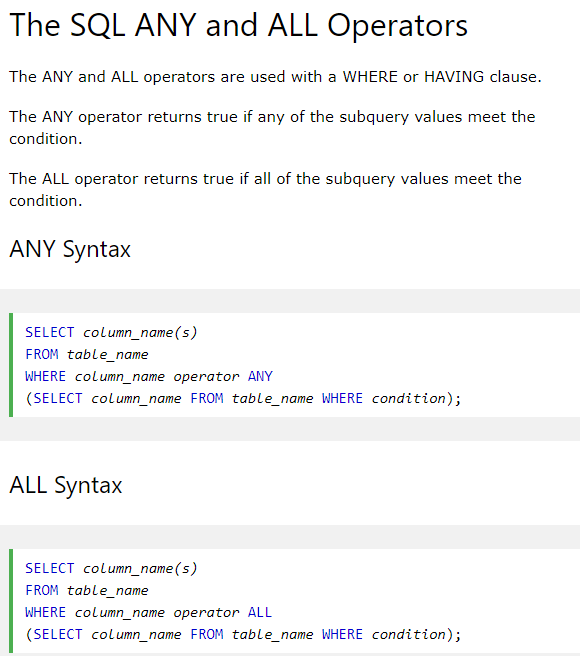 The SQL ANY and ALL Operators
The ANY and ALL operators are used with a WHERE or HAVING clause.
The ANY operator returns true if any of the subquery values meet the
condition.
The ALL operator returns true if all of the subquery values meet the
condition.
ANY Syntax
SELECT column_name(s)
FROM table_name
WHERE column_name operator ANY
(SELECT column_name FROM table_name WHERE condition);
ALL Syntax
SELECT column_name(s)
FROM table_name
WHERE column_name operator ALL
(SELECT column_name FROM table_name WHERE condition);